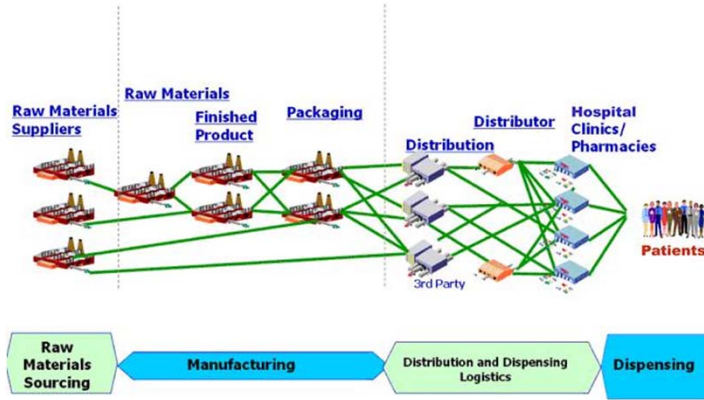 Raw Materials
Suppliers
Raw Materials
Finished
Product
Packaging
Distribution
Distributor
Hospital
Clinics/
Pharmacies
3rd Party
Patients
Raw
Materials
Sourcing
Manufacturing
Distribution and Dispensing
Logistics
Dispensing